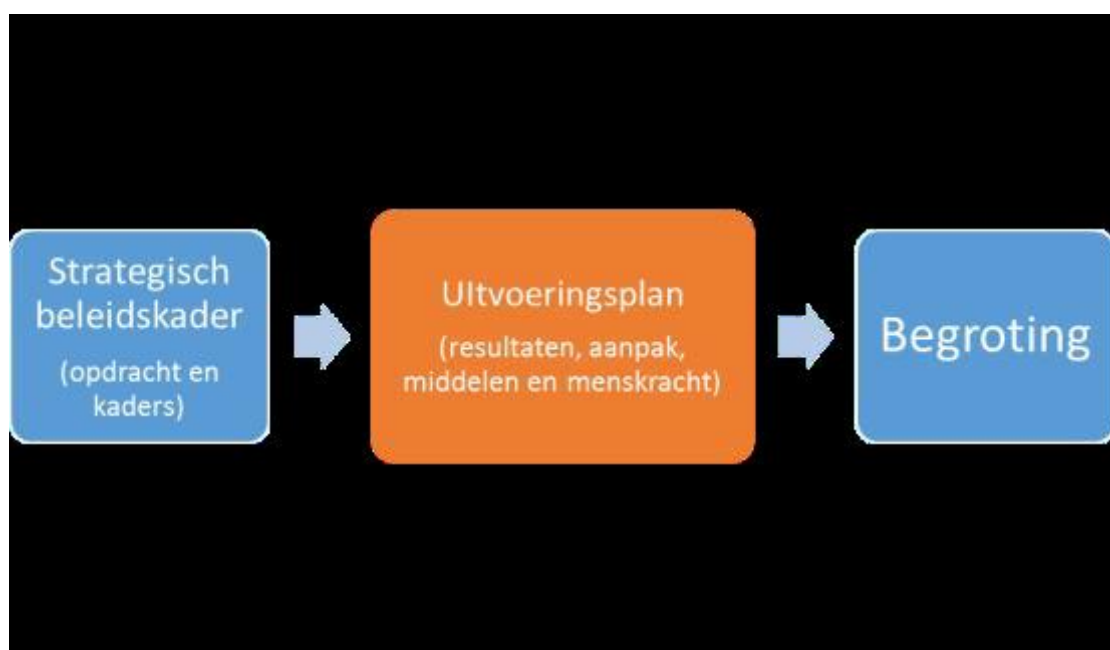 Strategisch
beleidskader
(opdracht en
kaders)
UItvoeringsplan
(resultaten, aanpak,
middelen en menskracht)
Begroting